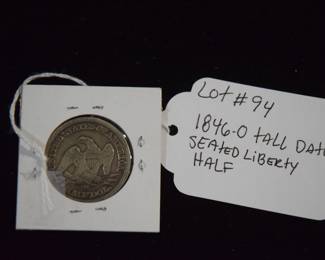 Lot #94
1846-O tall Date
SEATED LIBERTY
HALF